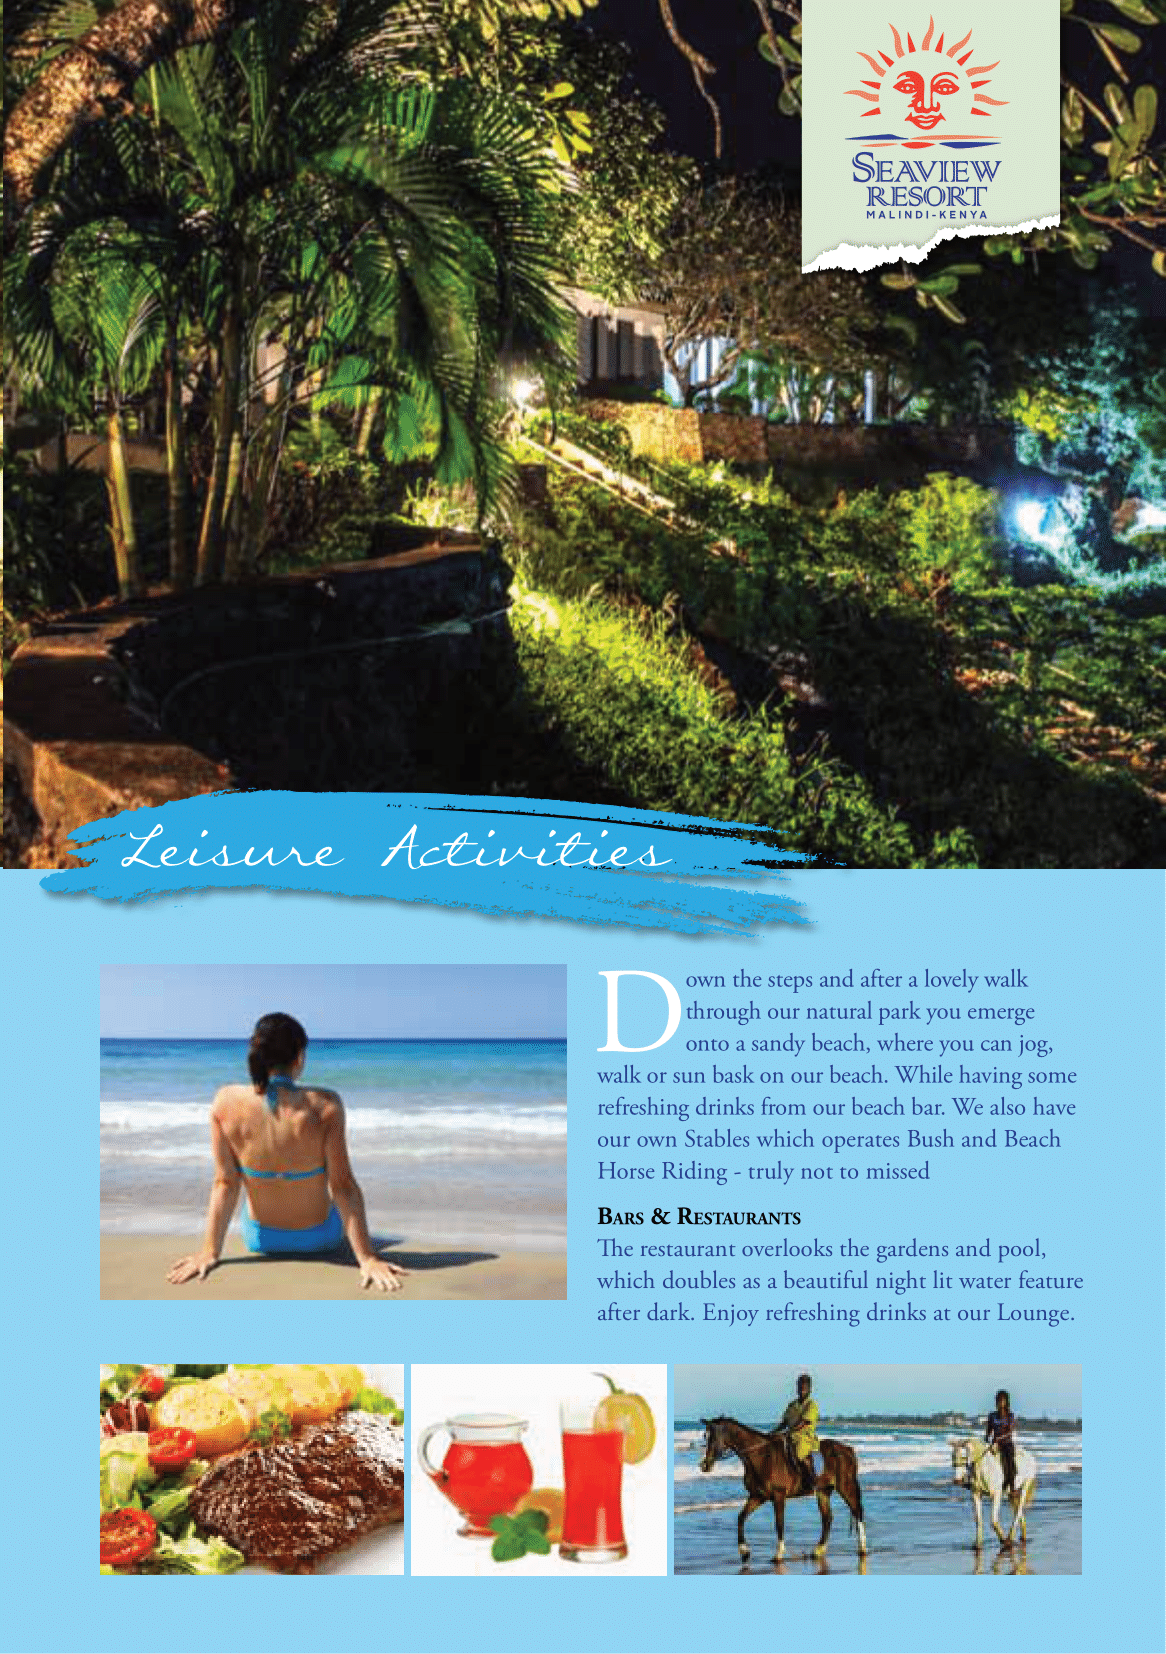 SEAVIEW
RESORT
MALINDI-KENYA
Leisure Activities
Down the steps and after a lovely walk
through our natural park you emerge
onto a sandy beach, where you can jog,
walk or sun bask on our beach. While having some
refreshing drinks from our beach bar. We also have
our own Stables which operates Bush and Beach
Horse Riding - truly not to missed
BARS & RESTAURANTS
The restaurant overlooks the gardens and pool,
which doubles as a beautiful night lit water feature
after dark. Enjoy refreshing drinks at our Lounge.